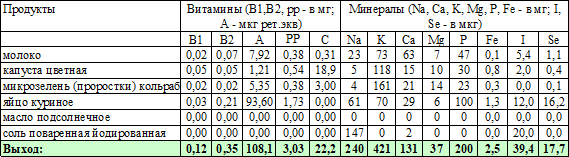 Продукты Витамины (B1,B2, рр - в мг; Минералы (Na, Ca, K, Mg, P, Fe - в мг; I,
А - мкг рет.экв) Se - в мкг)
B1 B2 A PP C Na K Ca Mg P Fe I Se
молоко 0,02 0,07 7,92 0,38 0,31 23 73 63 7 47 0,1 5,4 1,1
капуста цветная 0,05 0,05 1,21 0,54 18,9 5 118 15 10 30 0,8 2,0 0,4
микрозелень (проростки) кольраб 0,02 0,02 5,35 0,38 3,00 4 161 21 14 23 0,3 0,0 0,1
яйцо куриное 0,03 0,21 93,60 1,73 0,00 61 70 29 6 100 1,3 12,0 16,2
масло подсолнечное 0,00 0,00 0,00 0,00 0,00 0 0 0 0 0 0,0 0,0 0,0
соль поваренная йодированная 0,00 0,00 0,00 0,00 0,00 147 0 2 0 0 0,0 20,0 0,0
Выход: 0,12 0,35 108,1 3,03 22,2 240 421 131 37 200 2,5 39,4 17,7